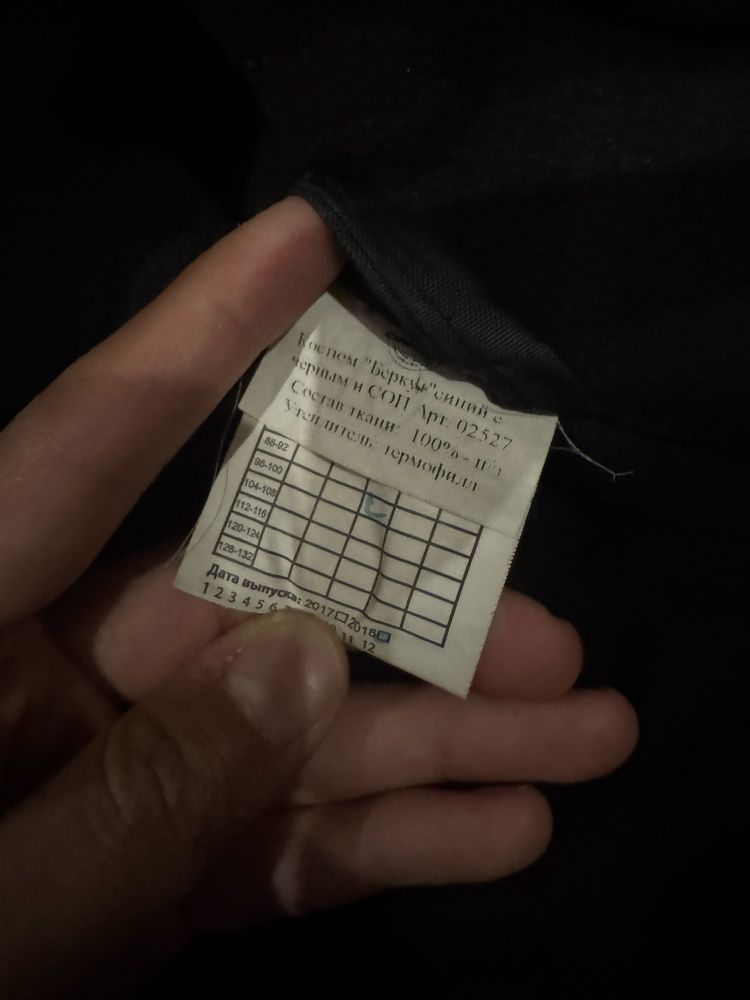 Костюм "Беркут" синий с
черным и СОП Арт. 02527
Состав ткани: 100% - п/э
Утеплитель: термофилл
88-92
96-100
104-108
112-116
120-124
128-132
Дата выпуска: 2017 2018
1 2 3 4 5 6 11 12